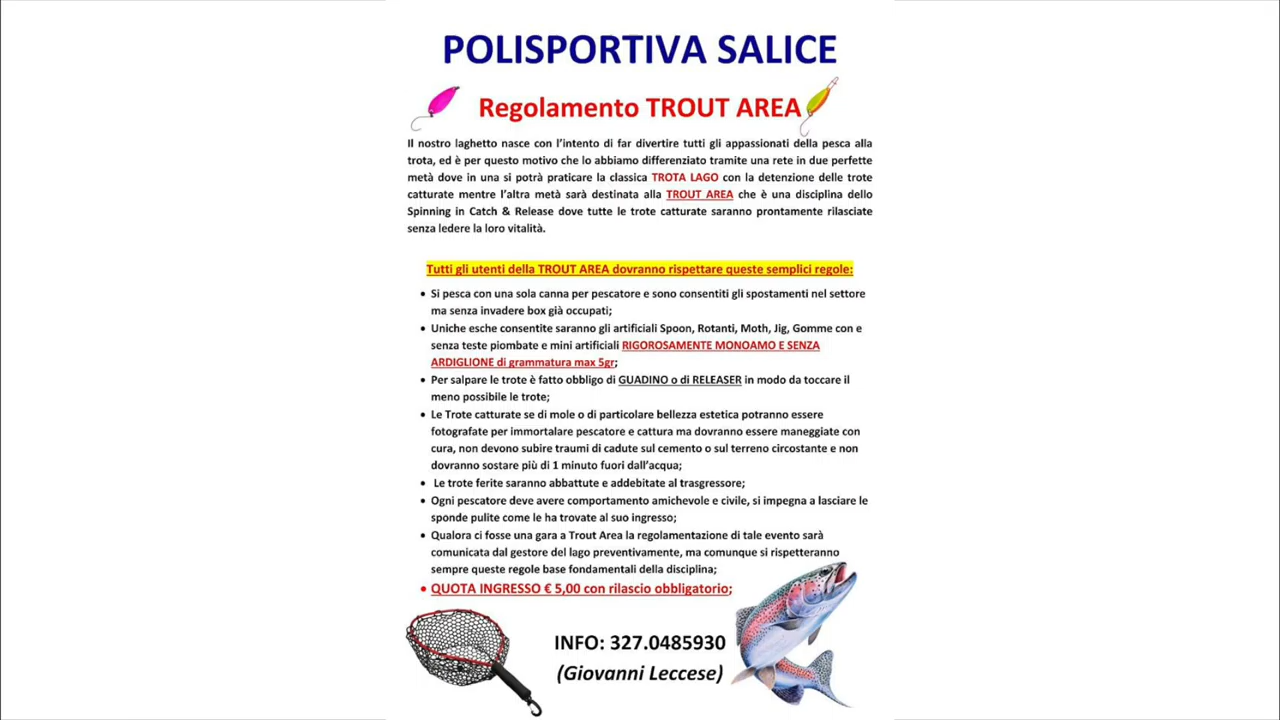 POLISPORTIVA SALICE
Regolamento TROUT AREA
Il nostro laghetto nasce con l'intento di far divertire tutti gli appassionati della pesca alla
trota, ed è per questo motivo che lo abbiamo differenziato tramite una rete in due perfette
metà dove in una si potrà praticare la classica TROTA LAGO con la detenzione delle trote
catturate mentre l'altra metà sarà destinata alla TROUT AREA che è una disciplina dello
Spinning in Catch & Release dove tutte le trote catturate saranno prontamente rilasciate
senza ledere la loro vitalità.
Tutti gli utenti della TROUT AREA dovranno rispettare queste semplici regole:
• Si pesca con una sola canna per pescatore e sono consentiti gli spostamenti nel settore
ma senza invadere box già occupati;
• Uniche esche consentite saranno gli artificiali Spoon, Rotanti, Moth, Jig, Gomme con e
senza teste piombate e mini artificiali RIGOROSAMENTE MONOAMO E SENZA
ARDIGLIONE di grammatura max 5gr;
• Per salpare le trote è fatto obbligo di GUADINO o di RELEASER in modo da toccare il
meno possibile le trote;
• Le Trote catturate se di mole o di particolare bellezza estetica potranno essere
fotografate per immortalare pescatore e cattura ma dovranno essere maneggiate con
cura, non devono subire traumi di cadute sul cemento o sul terreno circostante e non
dovranno sostare più di 1 minuto fuori dall'acqua;
• Le trote ferite saranno abbattute e addebitate al trasgressore;
• Ogni pescatore deve avere comportamento amichevole e civile, si impegna a lasciare le
sponde pulite come le ha trovate al suo ingresso;
• Qualora ci fosse una gara a Trout Area la regolamentazione di tale evento sarà
comunicata dal gestore del lago preventivamente, ma comunque si rispetteranno
sempre queste regole base fondamentali della disciplina;
• QUOTA INGRESSO € 5,00 con rilascio obbligatorio;
INFO: 327.0485930
(Giovanni Leccese)